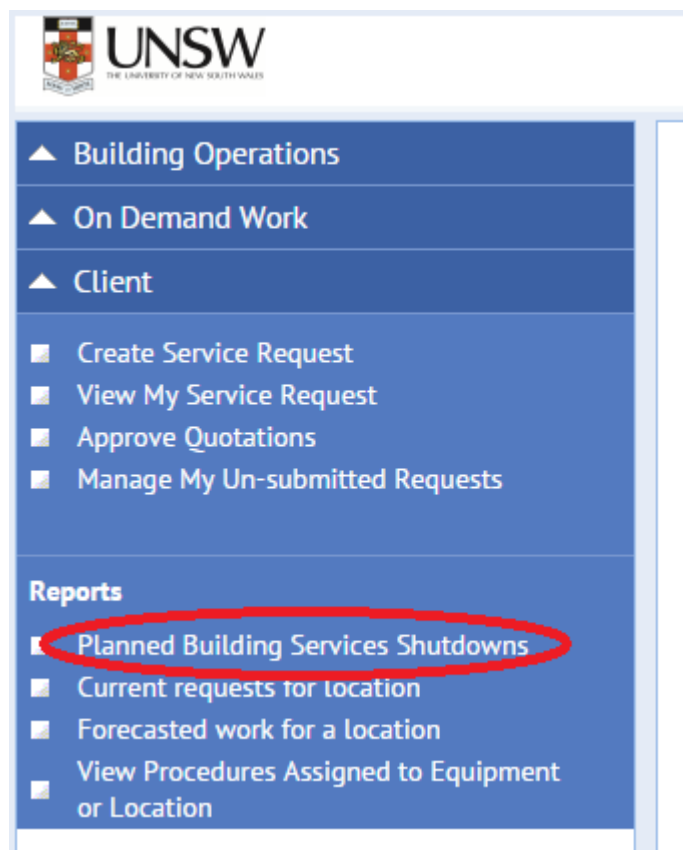 UNSW
THE UNIVERSITY OF NEW SOUTH WALES
Building Operations
On Demand Work
Client
Create Service Request
View My Service Request
Approve Quotations
Manage My Un-submitted Requests
Reports
Planned Building Services Shutdowns
Current requests for location
Forecasted work for a location
View Procedures Assigned to Equipment
or Location